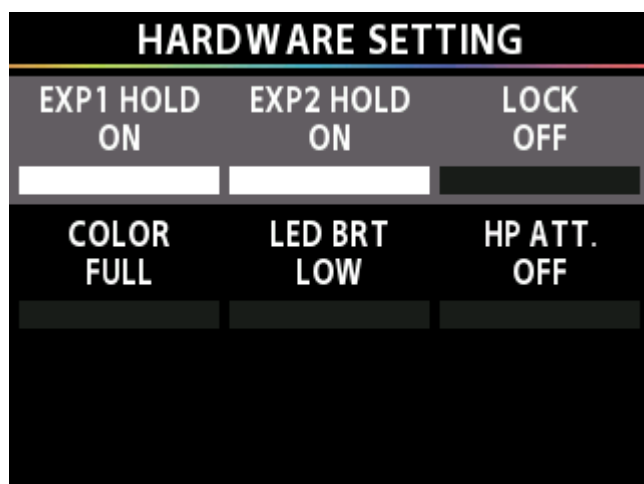 HARDWARE SETTING
EXP1 HOLD EXP2 HOLD LOCK
ON ON OFF
COLOR LED BRT HP ATT.
FULL LOW OFF